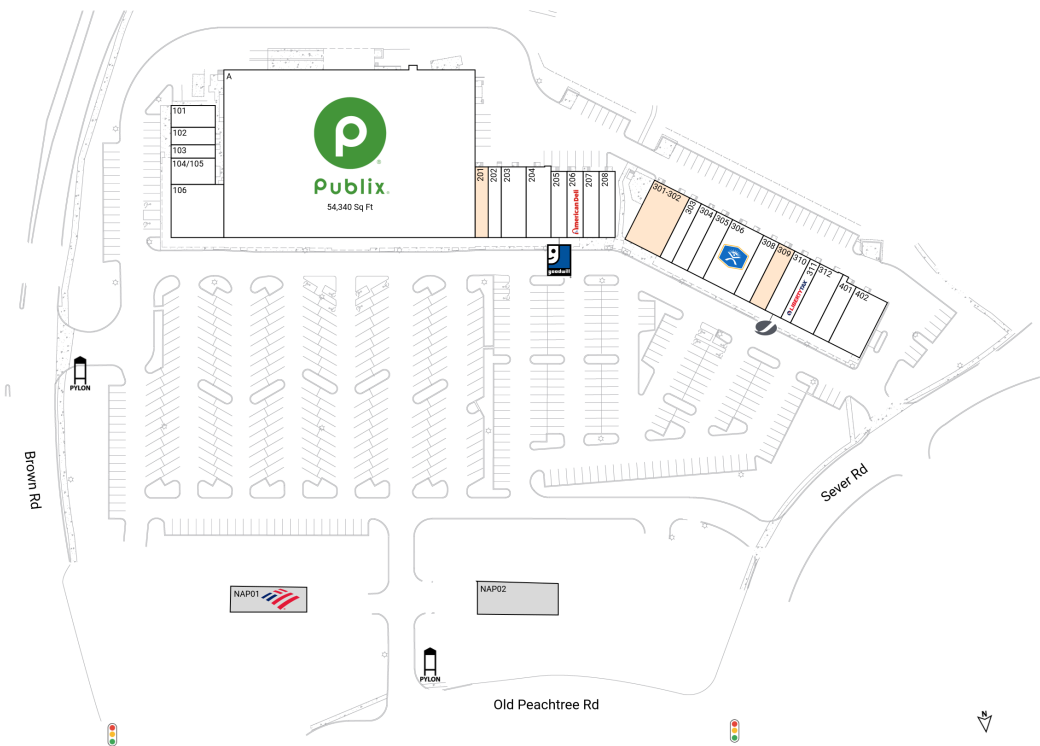 A
101
102
103
104/105
106
Publix
54,340 Sq Ft
201
202
203
204
205
206
American Deli
207
208
goodwill
301-302
303
304
305
306
308
309
310
LIBERTY TAX
311
312
401
402
PYLON
Brown Rd
Sever Rd
NAP01
NAP02
PYLON
Old Peachtree Rd
N